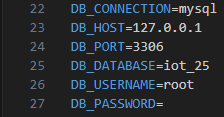 22 DB_CONNECTION=mysql
23 DB_HOST=127.0.0.1
24 DB_PORT=3306
25 DB_DATABASE=iot_25
26 DB_USERNAME=root
27 DB_PASSWORD=